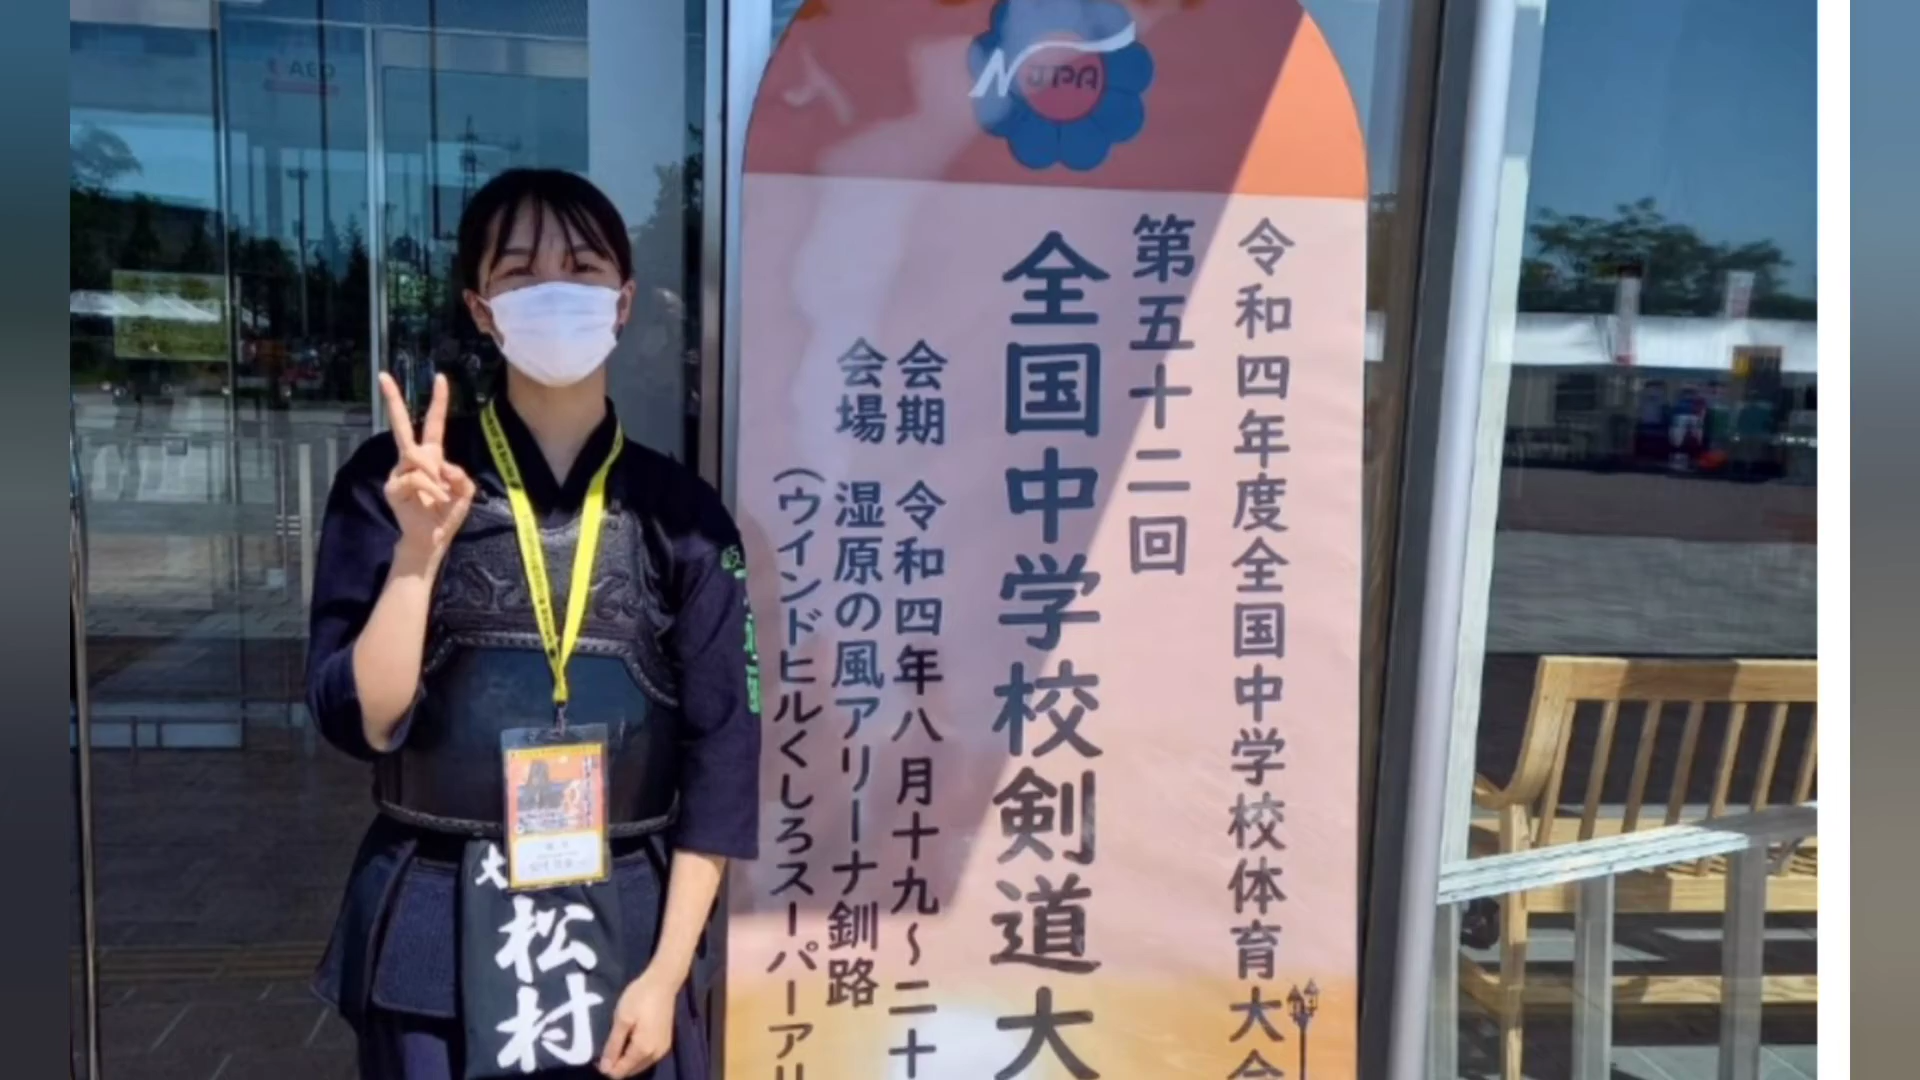 NJPA
令和四年度全国中学校体育大会
第五十二回
全国中学校剣道大
会期 令和四年八月十九~二十
会場 湿原の風アリーナ釧路
(ウインドヒルくしろスーパーアリ
AED
松村